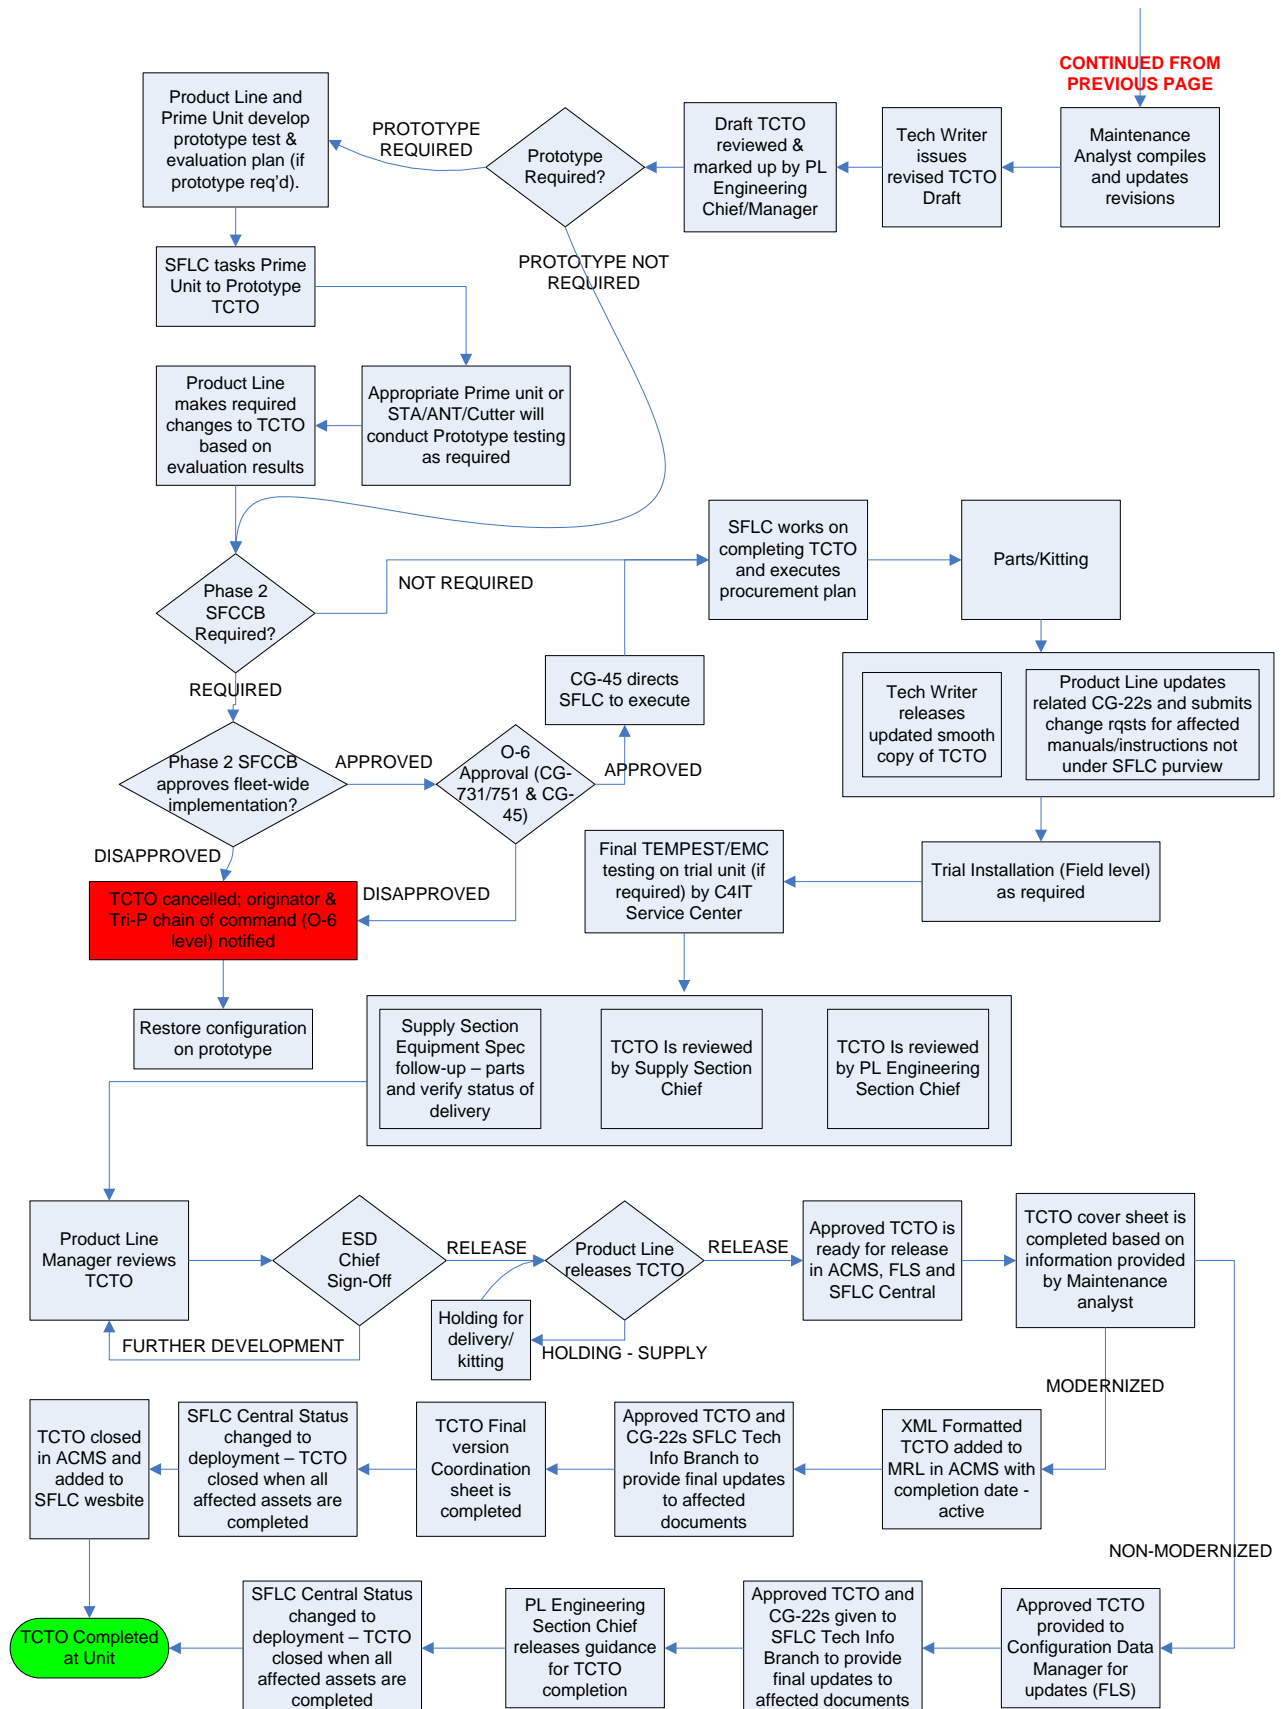 CONTINUED FROM
PREVIOUS PAGE
Maintenance
Analyst compiles
and updates
revisions
Tech Writer
issues
revised TCTO
Draft
Draft TCTO
reviewed &
marked up by PL
Engineering
Chief/Manager
Prototype
Required?
PROTOTYPE
REQUIRED
Product Line and
Prime Unit develop
prototype test &
evaluation plan (if
prototype req'd).
PROTOTYPE NOT
REQUIRED
SFLC tasks Prime
Unit to Prototype
TCTO
Appropriate Prime unit or
STA/ANT/Cutter will
conduct Prototype testing
as required
Product Line
makes required
changes to TCTO
based on
evaluation results
Phase 2
SFCCB
Required?
NOT REQUIRED
SFLC works on
completing TCTO
and executes
procurement plan
Parts/Kitting
REQUIRED
CG-45 directs
SFLC to execute
Tech Writer
releases
updated smooth
copy of TCTO
Product Line updates
related CG-22s and submits
change rqsts for affected
manuals/instructions not
under SFLC purview
Phase 2 SFCCB
approves fleet-wide
implementation?
APPROVED
O-6
Approval (CG-
731/751 & CG-
45)
APPROVED
DISAPPROVED
DISAPPROVED
TCTO cancelled; originator &
Tri-P chain of command (O-6
level) notified
Restore configuration
on prototype
Final TEMPEST/EMC
testing on trial unit (if
required) by C4IT
Service Center
Trial Installation (Field level)
as required
Supply Section
Equipment Spec
follow-up – parts
and verify status of
delivery
TCTO Is reviewed
by Supply Section
Chief
TCTO Is reviewed
by PL Engineering
Section Chief
Product Line
Manager reviews
TCTO
ESD
Chief
Sign-Off
RELEASE
FURTHER DEVELOPMENT
Product Line
releases TCTO
RELEASE
Holding for
delivery/
kitting
HOLDING - SUPPLY
Approved TCTO is
ready for release
in ACMS, FLS and
SFLC Central
TCTO cover sheet is
completed based on
information provided
by Maintenance
analyst
MODERNIZED
XML Formatted
TCTO added to
MRL in ACMS with
completion date -
active
Approved TCTO and
CG-22s SFLC Tech
Info Branch to
provide final updates
to affected
documents
TCTO Final
version
Coordination
sheet is
completed
SFLC Central Status
changed to
deployment – TCTO
closed when all
affected assets are
completed
TCTO closed
in ACMS and
added to
SFLC wesbite
NON-MODERNIZED
Approved TCTO
provided to
Configuration Data
Manager for
updates (FLS)
Approved TCTO and
CG-22s given to
SFLC Tech Info
Branch to provide
final updates to
affected documents
PL Engineering
Section Chief
releases guidance
for TCTO
completion
SFLC Central Status
changed to
deployment – TCTO
closed when all
affected assets are
completed
TCTO Completed
at Unit